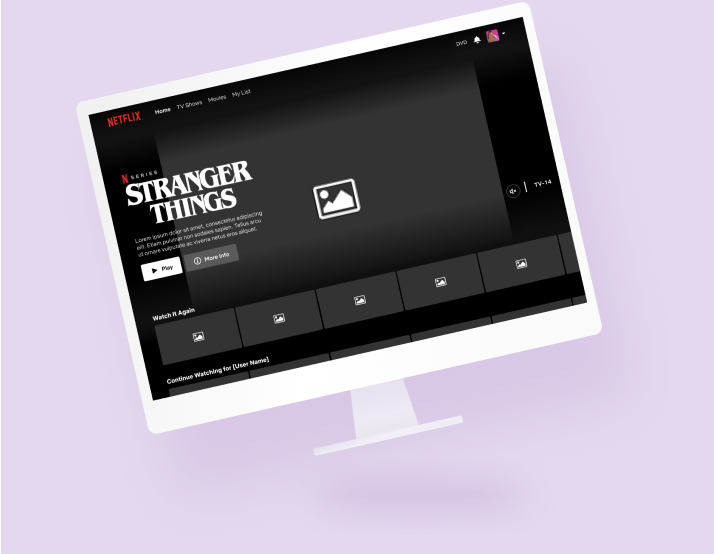 DVD
NETFLIX
Home TV Shows Movies My List
N SERIES
STRANGER
THINGS
TV-14
Lorem ipsum dolor sit amet, consectetur adipiscing
elit. Etiam pulvinar non sodales sapien. Tellus arcu
ut ornare vulputate ac viverra netus eros aliquet.
Play More Info
Watch It Again
Continue Watching for [User Name]